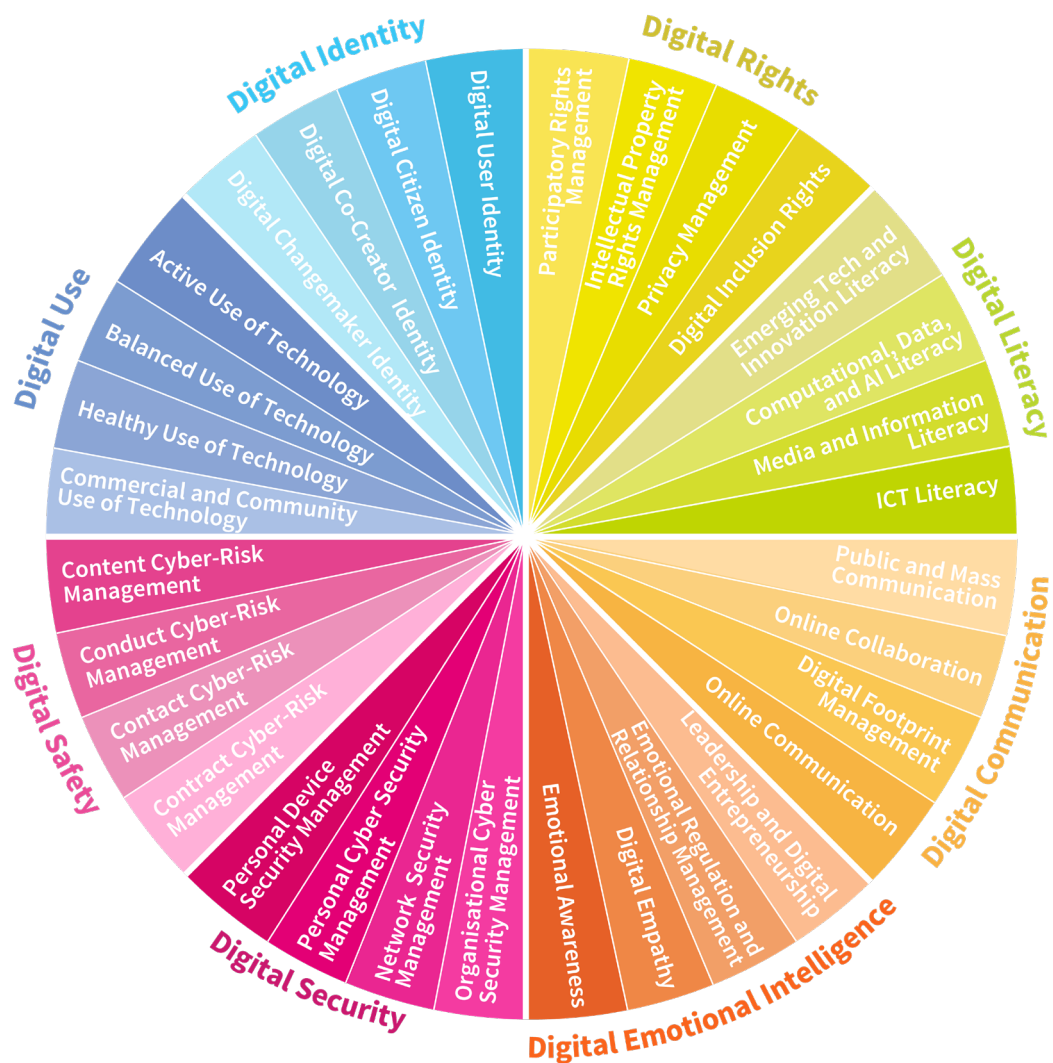 Digital Identity
Digital User Identity
Digital Citizen Identity
Digital Co-Creator Identity
Digital Changemaker Identity
Digital Rights
Participatory Rights
Management
Intellectual Property
Rights Management
Privacy Management
Digital Inclusion Rights
Digital Literacy
Emerging Tech and
Innovation Literacy
Computational, Data,
and AI Literacy
Media and Information
Literacy
ICT Literacy
Digital Communication
Public and Mass
Communication
Online Collaboration
Digital Footprint
Management
Online Communication
Digital Emotional Intelligence
Leadership and Digital
Entrepreneurship
Emotional Regulation and
Relationship Management
Digital Empathy
Emotional Awareness
Digital Security
Organisational Cyber
Security Management
Network Security
Management
Personal Cyber Security
Management
Personal Device
Security Management
Digital Safety
Contract Cyber-Risk
Management
Contact Cyber-Risk
Management
Conduct Cyber-Risk
Management
Content Cyber-Risk
Management
Digital Use
Commercial and Community
Use of Technology
Healthy Use of Technology
Balanced Use of Technology
Active Use of Technology